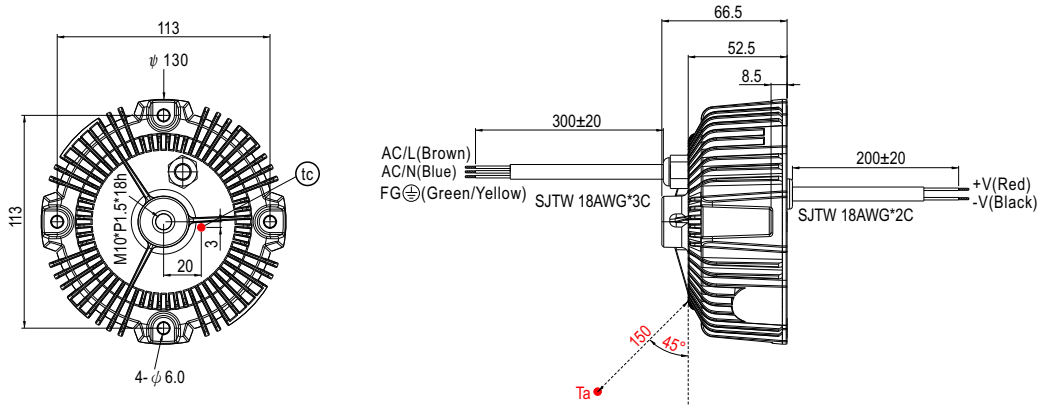 113
ψ 130
113
M10*P1.5*18h
tc
3
20
4-ϕ 6.0
66.5
52.5
8.5
300±20
AC/L(Brown)
AC/N(Blue)
FG⏚(Green/Yellow)
SJTW 18AWG*3C
200±20
+V(Red)
-V(Black)
SJTW 18AWG*2C
150
45°
Ta